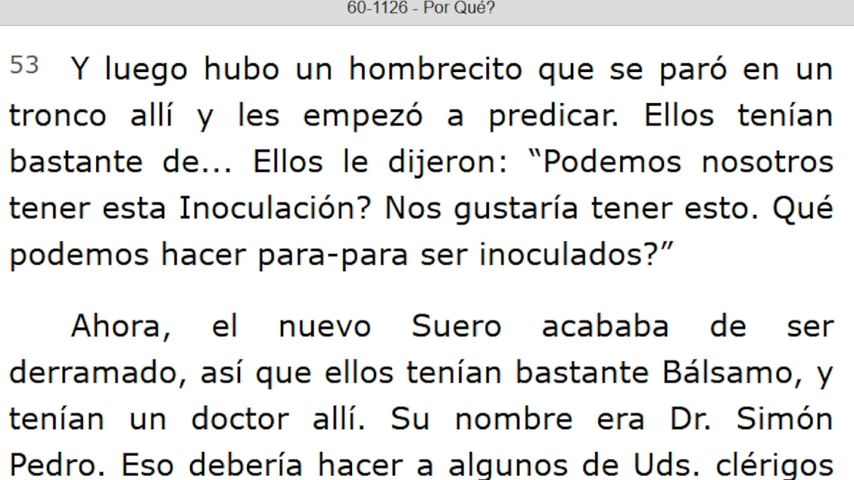 60-1126 - Por Qué?
53 Y luego hubo un hombrecito que se paró en un
tronco allí y les empezó a predicar. Ellos tenían
bastante de... Ellos le dijeron: “Podemos nosotros
tener esta Inoculación? Nos gustaría tener esto. Qué
podemos hacer para-para ser inoculados?”
Ahora, el nuevo Suero acababa de ser
derramado, así que ellos tenían bastante Bálsamo, y
tenían un doctor allí. Su nombre era Dr. Simón
Pedro. Eso debería hacer a algunos de Uds. clérigos